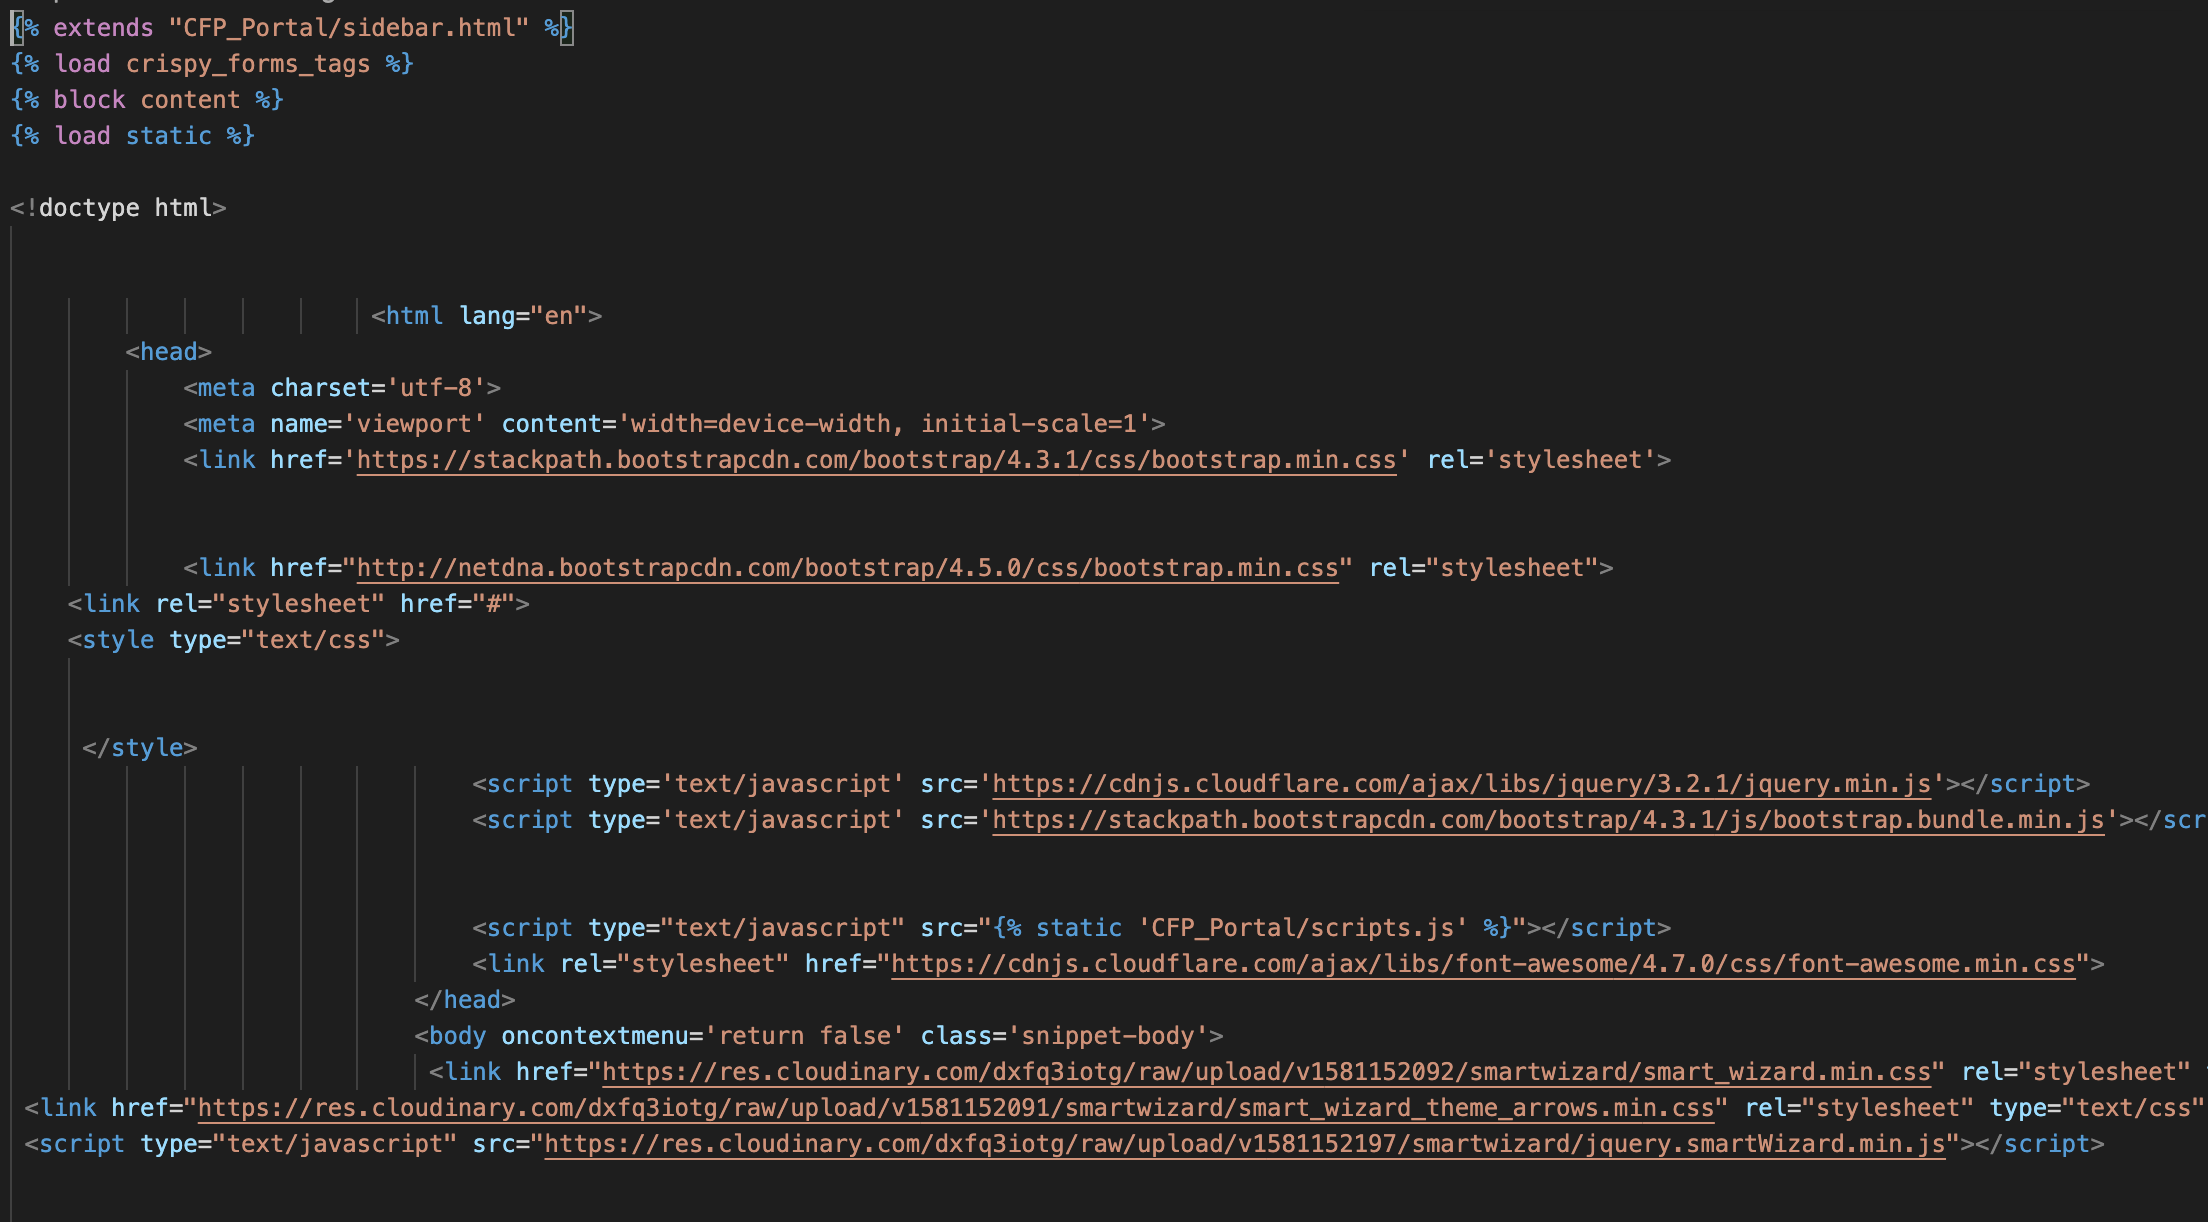 {% extends "CFP_Portal/sidebar.html" %}
{% load crispy_forms_tags %}
{% block content %}
{% load static %}
<!doctype html>
<html lang="en">
<head>
<meta charset='utf-8'>
<meta name='viewport' content='width=device-width, initial-scale=1'>
<link href='https://stackpath.bootstrapcdn.com/bootstrap/4.3.1/css/bootstrap.min.css' rel='stylesheet'>
<link href="http://netdna.bootstrapcdn.com/bootstrap/4.5.0/css/bootstrap.min.css" rel="stylesheet">
<link rel="stylesheet" href="#">
<style type="text/css">
</style>
<script type='text/javascript' src='https://cdnjs.cloudflare.com/ajax/libs/jquery/3.2.1/jquery.min.js'></script>
<script type='text/javascript' src='https://stackpath.bootstrapcdn.com/bootstrap/4.3.1/js/bootstrap.bundle.min.js'></scr
<script type="text/javascript" src="{% static 'CFP_Portal/scripts.js' %}"></script>
<link rel="stylesheet" href="https://cdnjs.cloudflare.com/ajax/libs/font-awesome/4.7.0/css/font-awesome.min.css">
</head>
<body oncontextmenu='return false' class='snippet-body'>
<link href="https://res.cloudinary.com/dxfq3iotg/raw/upload/v1581152092/smartwizard/smart_wizard.min.css" rel="stylesheet"
<link href="https://res.cloudinary.com/dxfq3iotg/raw/upload/v1581152091/smartwizard/smart_wizard_theme_arrows.min.css" rel="stylesheet" type="text/css"
<script type="text/javascript" src="https://res.cloudinary.com/dxfq3iotg/raw/upload/v1581152197/smartwizard/jquery.smartWizard.min.js"></script>